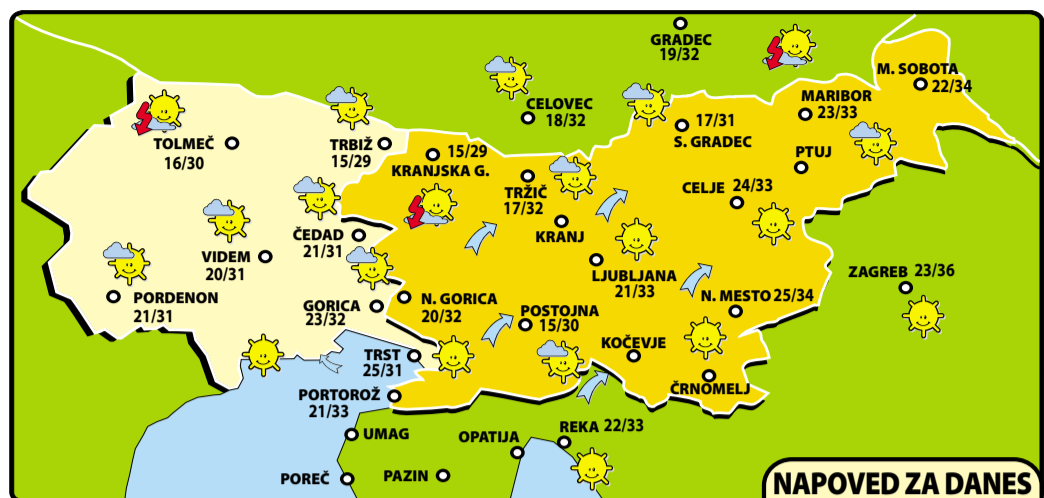 GRADEC
19/32
M. SOBOTA
22/34
CELOVEC
18/32
MARIBOR
23/33
17/31
S. GRADEC
TOLMEČ
16/30
TRBIŽ
15/29
15/29
KRANJSKA G.
PTUJ
TRŽIČ
17/32
CELJE 24/33
ČEDAD
21/31
KRANJ
VIDEM
20/31
LJUBLJANA
21/33
ZAGREB 23/36
PORDENON
21/31
GORICA
23/32
N. GORICA
20/32
POSTOJNA
15/30
N. MESTO 25/34
KOČEVJE
TRST
25/31
ČRNOMELJ
PORTOROŽ
21/33
UMAG
OPATIJA
REKA 22/33
POREČ
PAZIN
NAPOVED ZA DANES